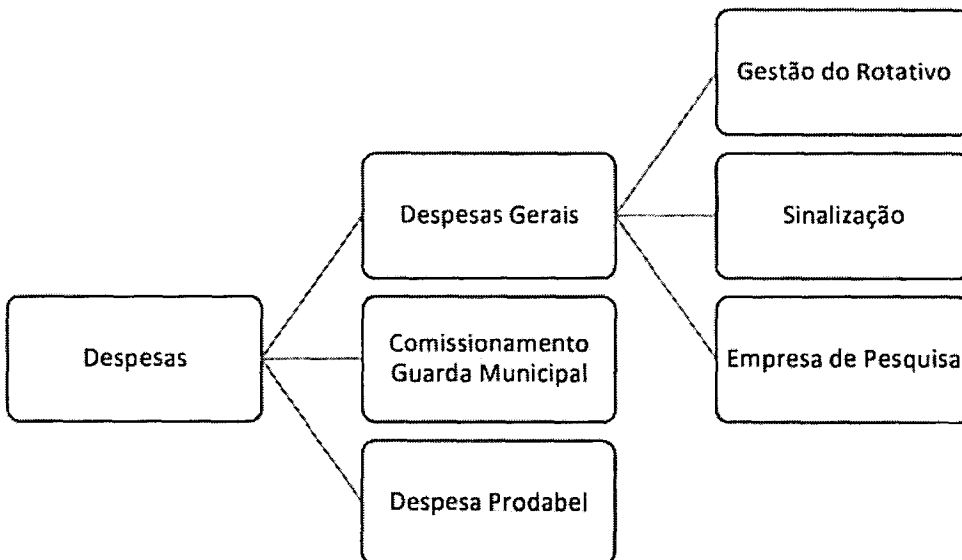 Gestão do Rotativo
Despesas Gerais
Sinalização
Despesas
Comissionamento
Guarda Municipal
Empresa de Pesquisa
Despesa Prodabel